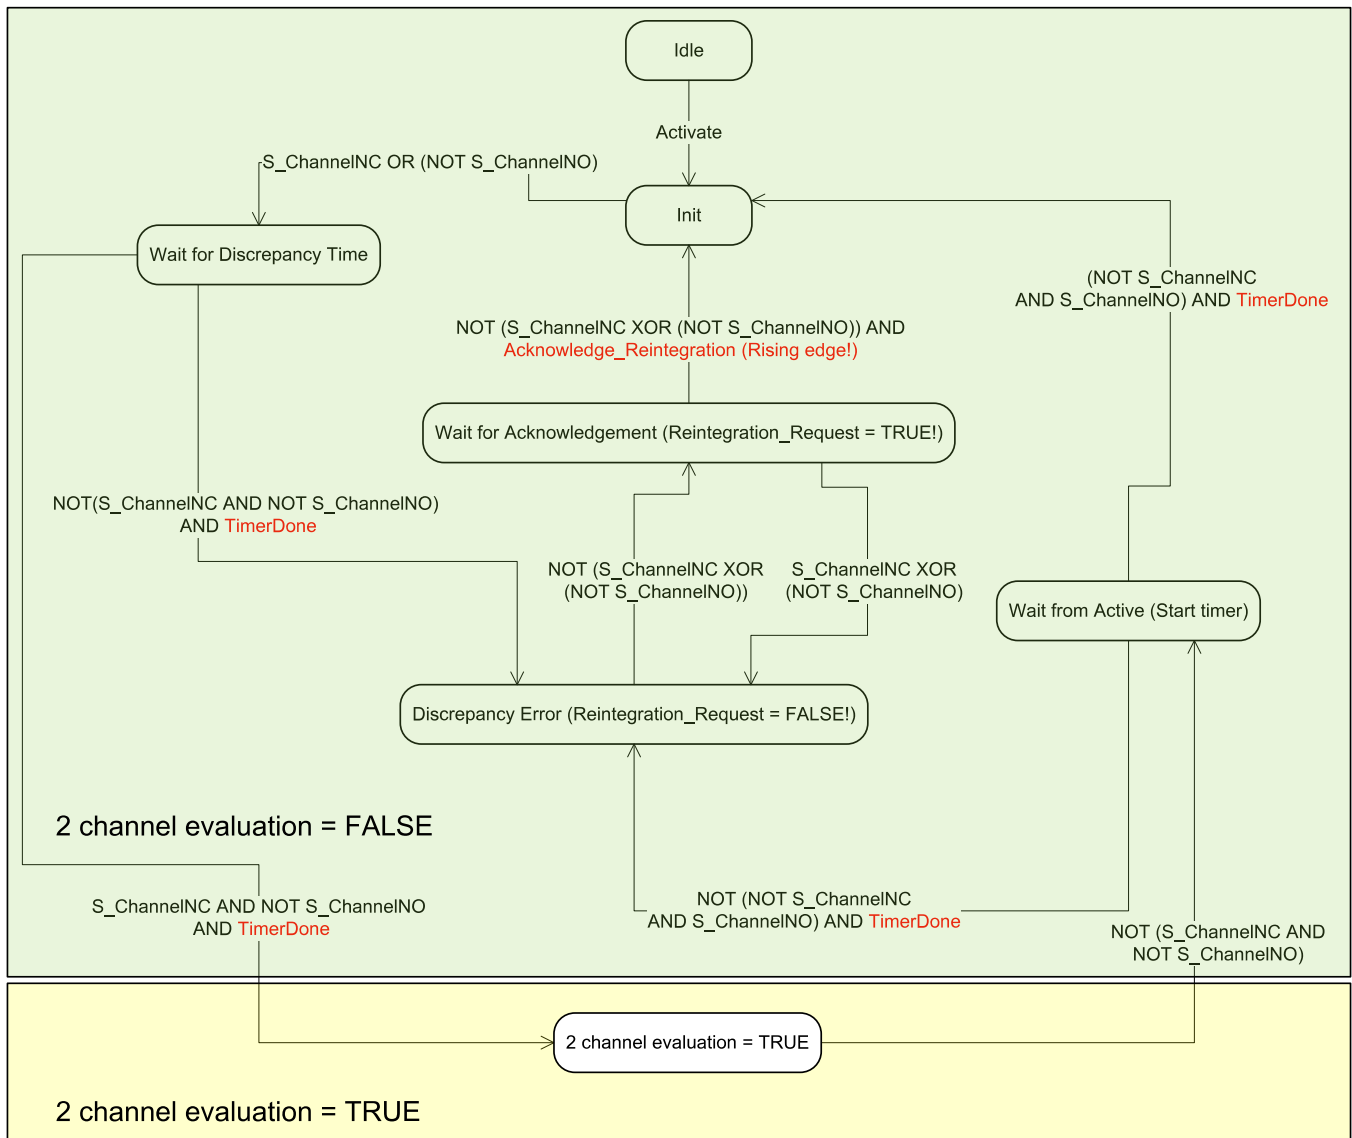 Idle
Activate
S_ChannelNC OR (NOT S_ChannelNO)
Init
Wait for Discrepancy Time
(NOT S_ChannelNC
AND S_ChannelNO) AND TimerDone
NOT (S_ChannelNC XOR (NOT S_ChannelNO)) AND
Acknowledge_Reintegration (Rising edge!)
Wait for Acknowledgement (Reintegration_Request = TRUE!)
NOT(S_ChannelNC AND NOT S_ChannelNO)
AND TimerDone
NOT (S_ChannelNC XOR
(NOT S_ChannelNO))
S_ChannelNC XOR
(NOT S_ChannelNO)
Wait from Active (Start timer)
Discrepancy Error (Reintegration_Request = FALSE!)
2 channel evaluation = FALSE
S_ChannelNC AND NOT S_ChannelNO
AND TimerDone
NOT (NOT S_ChannelNC
AND S_ChannelNO) AND TimerDone
NOT (S_ChannelNC AND
NOT S_ChannelNO)
2 channel evaluation = TRUE
2 channel evaluation = TRUE